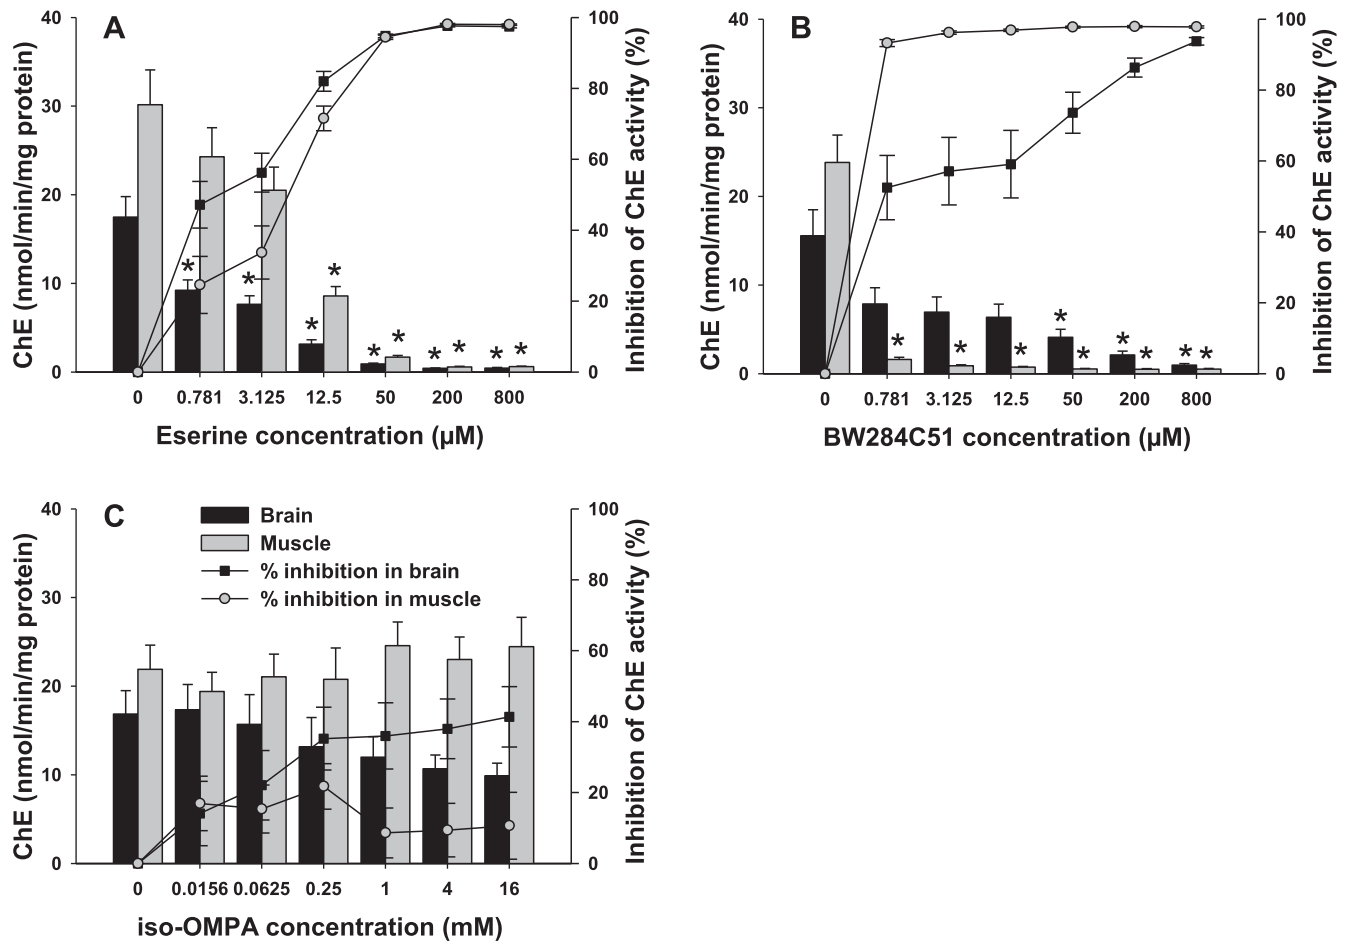 A
ChE (nmol/min/mg protein)
40
30
20
10
0
100
80
60
40
20
0
Inhibition of ChE activity (%)
* * * * * * * * * *
0 0.781 3.125 12.5 50 200 800
Eserine concentration (µM)
B
ChE (nmol/min/mg protein)
40
30
20
10
0
100
80
60
40
20
0
Inhibition of ChE activity (%)
* * * * * * * * *
0 0.781 3.125 12.5 50 200 800
BW284C51 concentration (µM)
C
ChE (nmol/min/mg protein)
40
30
20
10
0
Brain
Muscle
% inhibition in brain
% inhibition in muscle
100
80
60
40
20
0
Inhibition of ChE activity (%)
0 0.0156 0.0625 0.25 1 4 16
iso-OMPA concentration (mM)